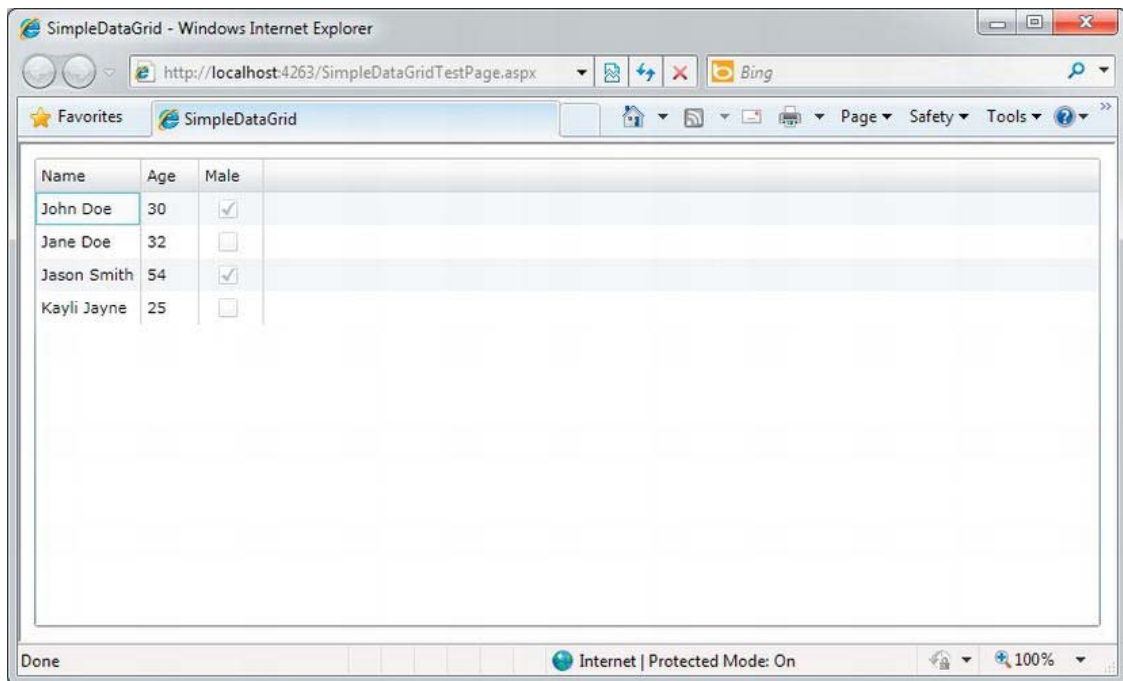 SimpleDataGrid - Windows Internet Explorer
http://localhost:4263/SimpleDataGridTestPage.aspx Bing
Favorites SimpleDataGrid Page Safety Tools
Name Age Male
John Doe 30
Jane Doe 32
Jason Smith 54
Kayli Jayne 25
Done Internet | Protected Mode: On 100%